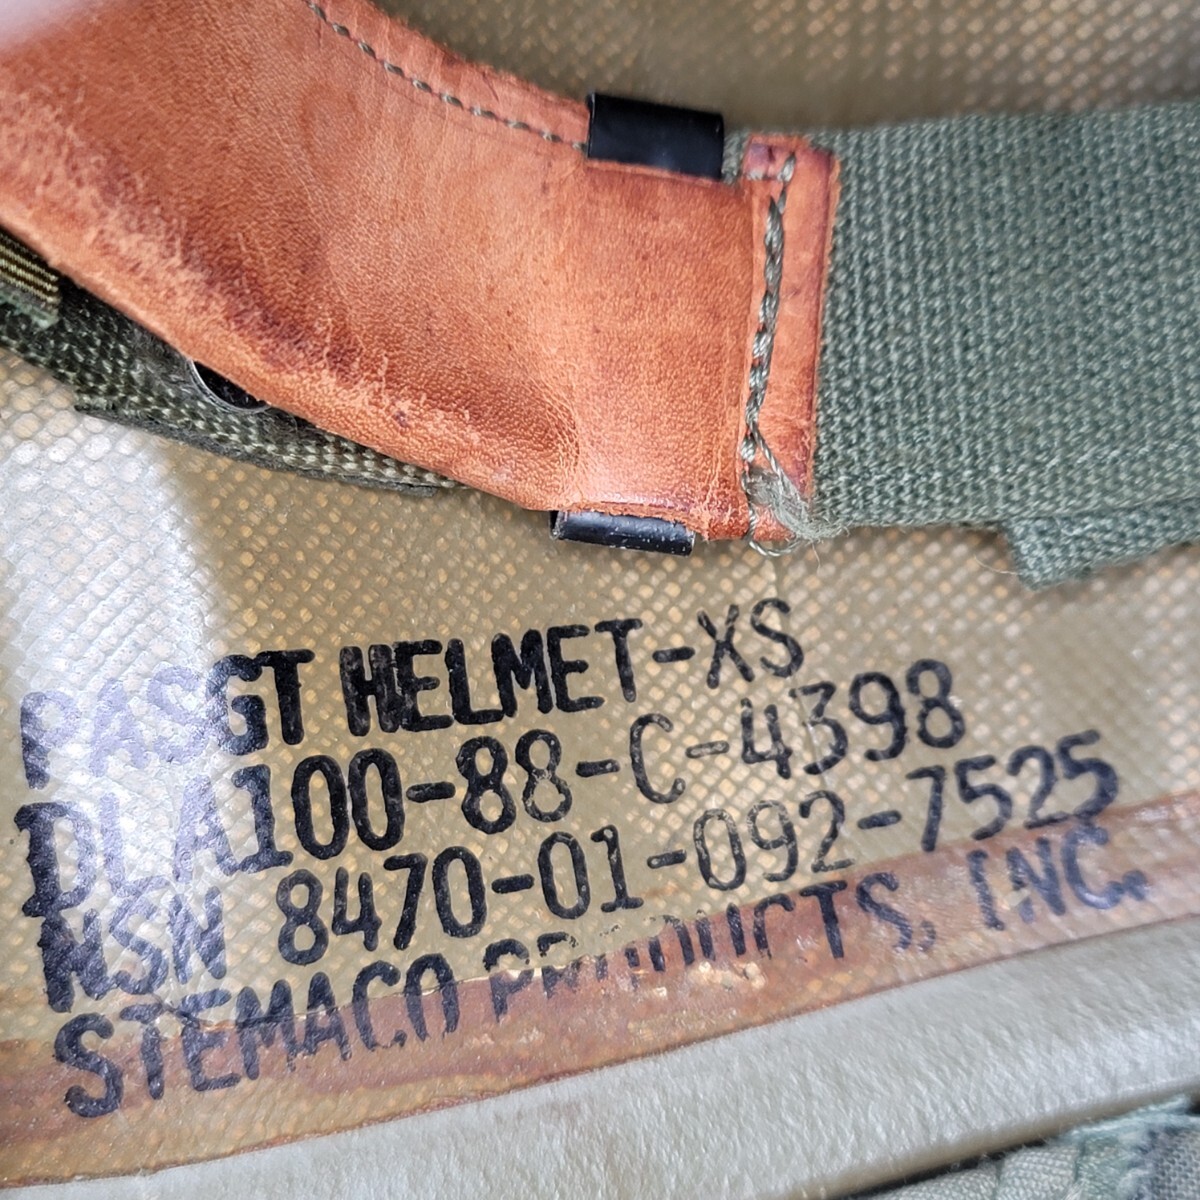 PASGT HELMET-XS
DLA100-88-C-4398
NSN 8470-01-092-7525
STEMACO PRODUCTS, INC.